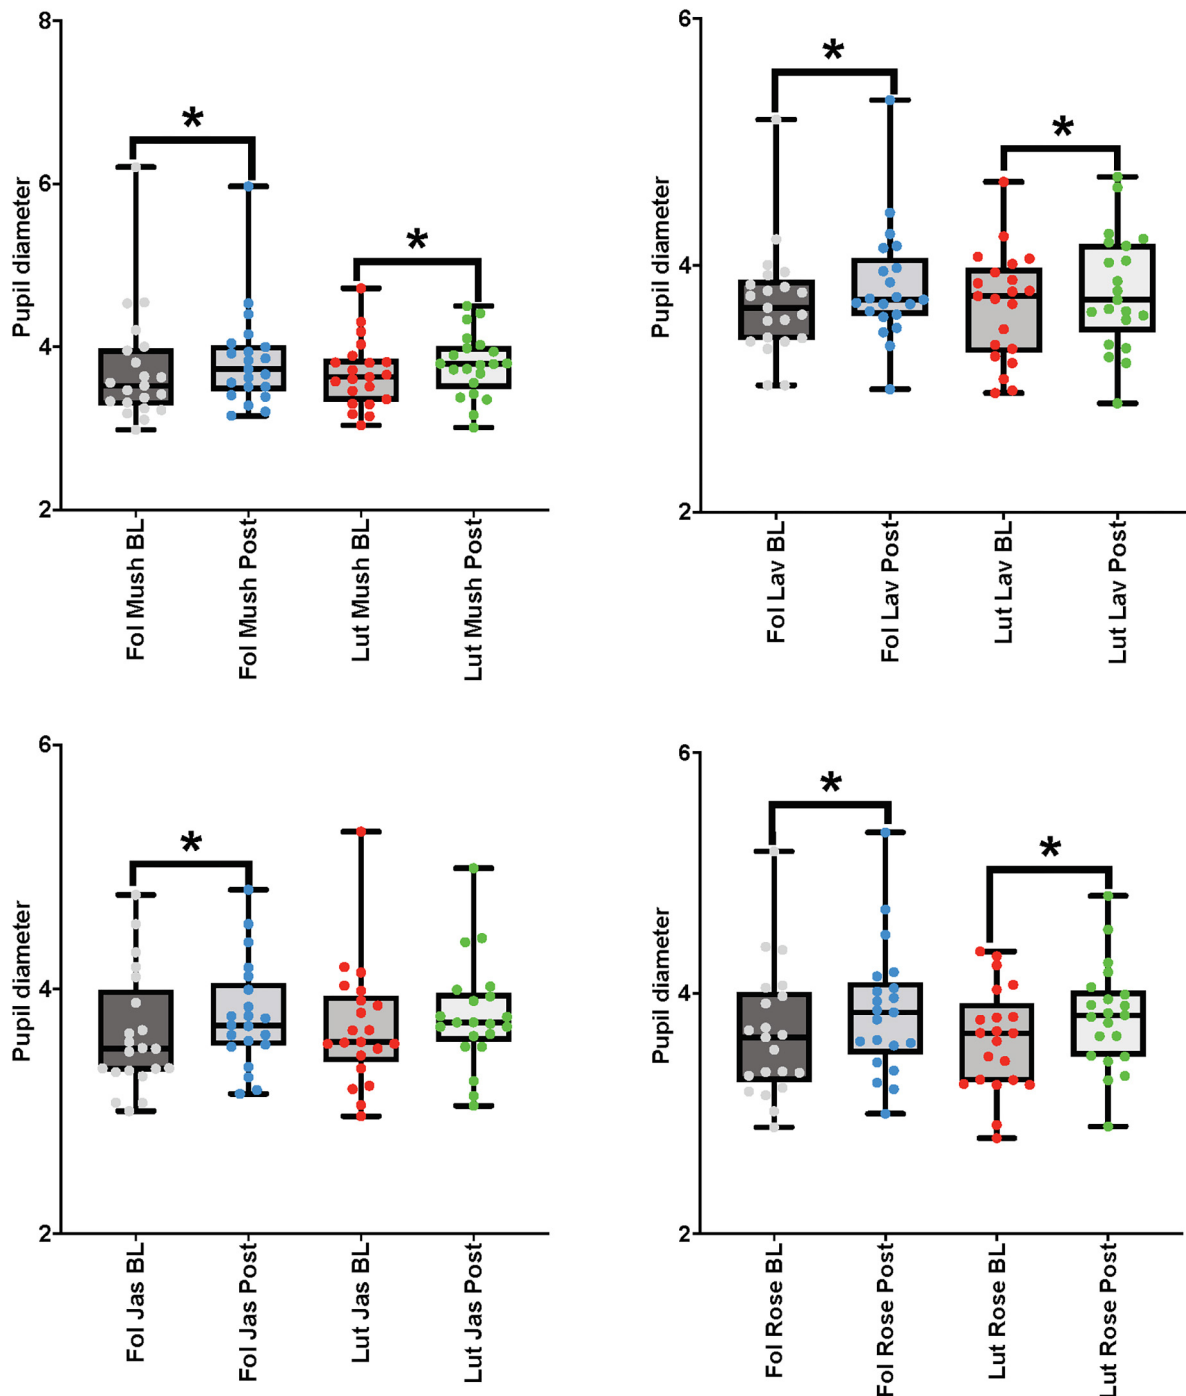 8
6
4
2
Pupil diameter
*
*
Fol Mush BL
Fol Mush Post
Lut Mush BL
Lut Mush Post
6
4
2
Pupil diameter
*
*
Fol Lav BL
Fol Lav Post
Lut Lav BL
Lut Lav Post
6
4
2
Pupil diameter
*
Fol Jas BL
Fol Jas Post
Lut Jas BL
Lut Jas Post
6
4
2
Pupil diameter
*
*
Fol Rose BL
Fol Rose Post
Lut Rose BL
Lut Rose Post